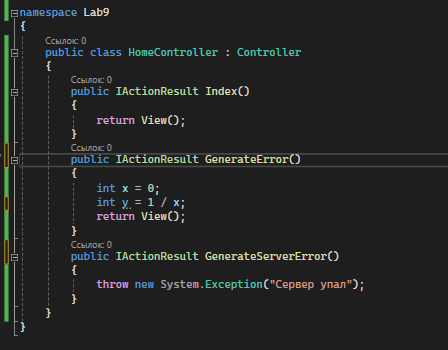 namespace Lab9
{
Ссылок: 0
public class HomeController : Controller
{
Ссылок: 0
public IActionResult Index()
{
return View();
}
Ссылок: 0
public IActionResult GenerateError()
{
int x = 0;
int y = 1 / x;
return View();
}
Ссылок: 0
public IActionResult GenerateServerError()
{
throw new System.Exception("Сервер упал");
}
}
}